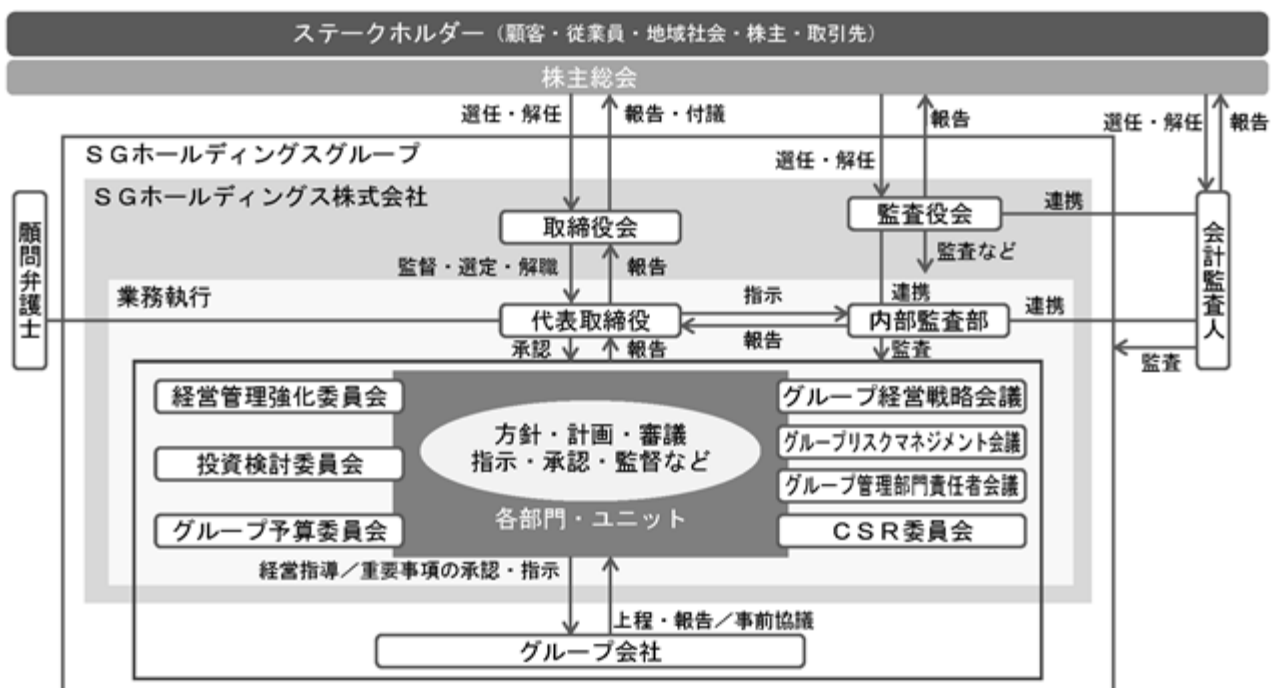 ステークホルダー（顧客・従業員・地域社会・株主・取引先）
株主総会
選任・解任
報告・付議
選任・解任
報告
選任・解任
報告
ＳＧホールディングスグループ
ＳＧホールディングス株式会社
顧問弁護士
取締役会
監査役会
連携
会計監査人
監督・選定・解職
報告
監査など
業務執行
代表取締役
指示
報告
連携
内部監査部
連携
監査
承認
報告
監査
経営管理強化委員会
投資検討委員会
グループ予算委員会
方針・計画・審議
指示・承認・監督など
各部門・ユニット
グループ経営戦略会議
グループリスクマネジメント会議
グループ管理部門責任者会議
ＣＳＲ委員会
経営指導／重要事項の承認・指示
上程・報告／事前協議
グループ会社